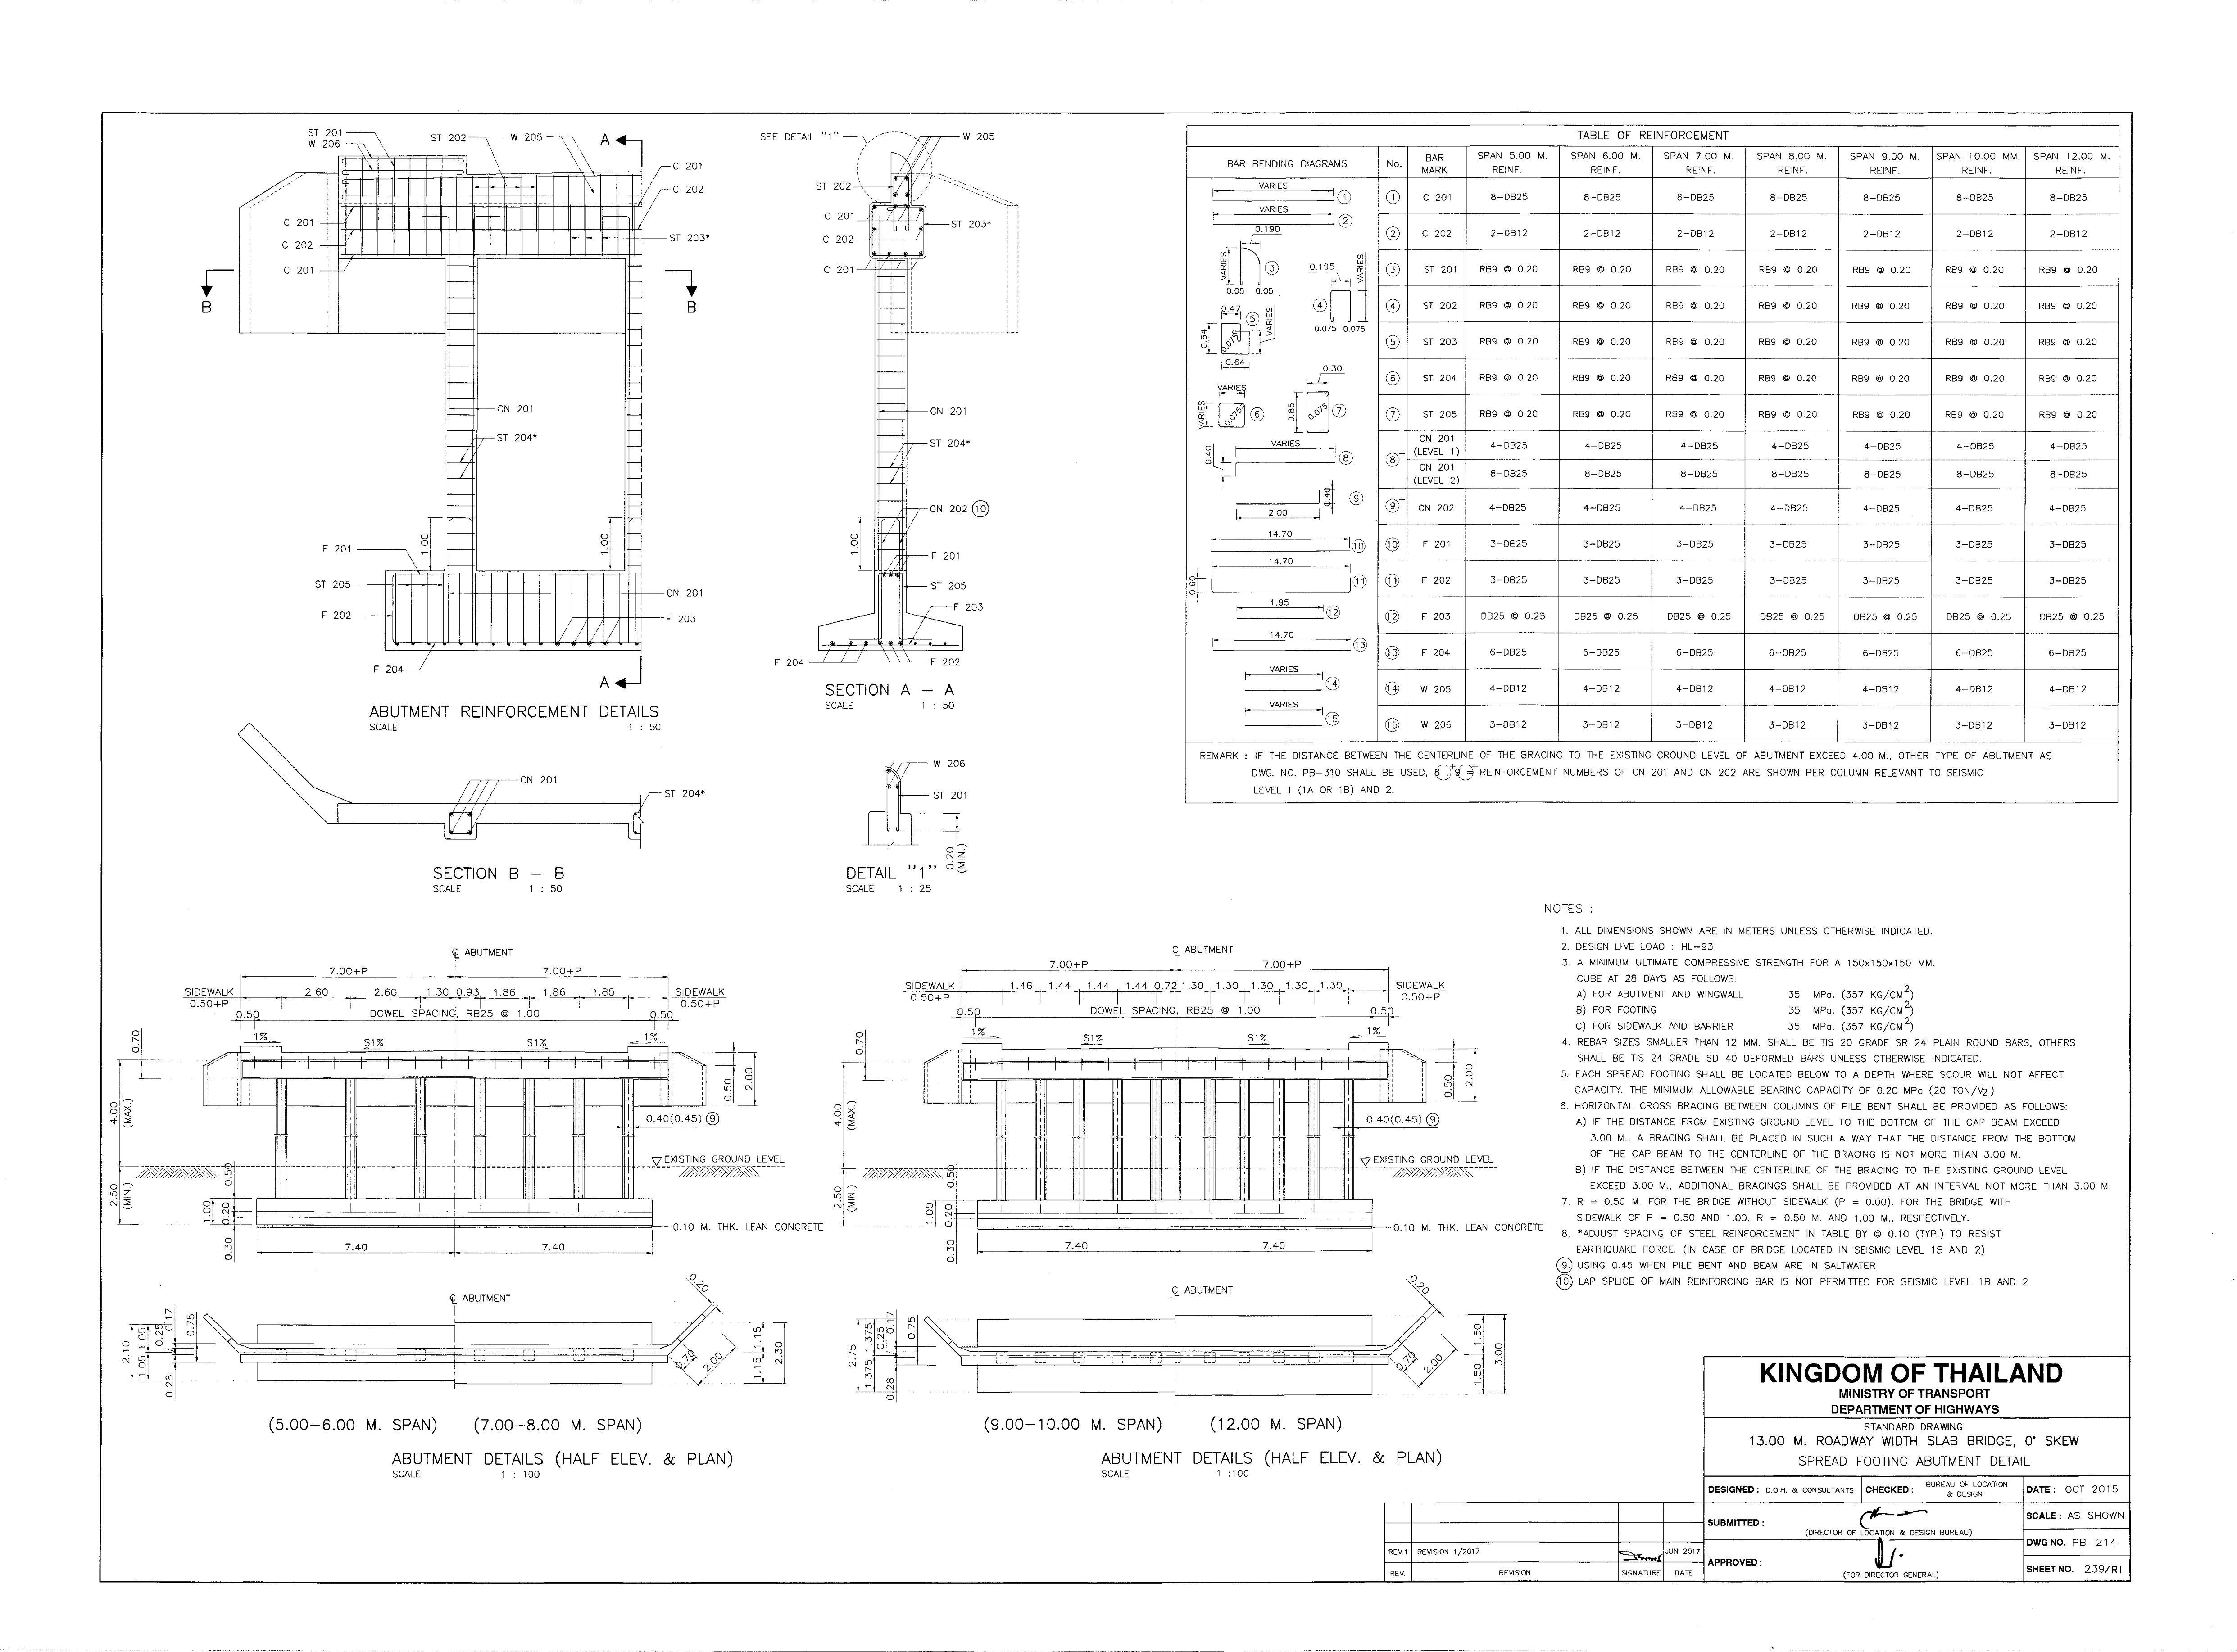 ST 201
W 206
ST 202
W 205
A
C 201
C 202
C 201
C 202
C 201
ST 203*
B
B
CN 201
ST 204*
1.00
1.00
F 201
ST 205
F 202
CN 201
F 203
F 204
A
ABUTMENT REINFORCEMENT DETAILS
SCALE 1 : 50
SEE DETAIL "1"
W 205
ST 202
C 201
ST 203*
C 202
C 201
CN 201
ST 204*
CN 202 10
1.00
F 201
ST 205
F 203
F 204
F 202
SECTION A - A
SCALE 1 : 50
CN 201
ST 204*
SECTION B - B
SCALE 1 : 50
W 206
ST 201
0.20
(MIN.)
DETAIL "1"
SCALE 1 : 25
TABLE OF REINFORCEMENT
BAR BENDING DIAGRAMS No. BAR MARK SPAN 5.00 M. REINF. SPAN 6.00 M. REINF. SPAN 7.00 M. REINF. SPAN 8.00 M. REINF. SPAN 9.00 M. REINF. SPAN 10.00 MM. REINF. SPAN 12.00 M. REINF.
VARIES 1
VARIES 2
0.190
VARIES 3
0.05 0.05
0.195 VARIES
4
0.075 0.075
0.47
5 VARIES
0.64
0.075
0.64
VARIES
VARIES 0.075 6
0.30
0.85 0.075 7
VARIES
0.40 8
0.40 9
2.00
14.70
10
14.70
0.60 11
1.95
12
14.70
13
VARIES
14
VARIES
15
1 C 201 8-DB25 8-DB25 8-DB25 8-DB25 8-DB25 8-DB25 8-DB25
2 C 202 2-DB12 2-DB12 2-DB12 2-DB12 2-DB12 2-DB12 2-DB12
3 ST 201 RB9 @ 0.20 RB9 @ 0.20 RB9 @ 0.20 RB9 @ 0.20 RB9 @ 0.20 RB9 @ 0.20 RB9 @ 0.20
4 ST 202 RB9 @ 0.20 RB9 @ 0.20 RB9 @ 0.20 RB9 @ 0.20 RB9 @ 0.20 RB9 @ 0.20 RB9 @ 0.20
5 ST 203 RB9 @ 0.20 RB9 @ 0.20 RB9 @ 0.20 RB9 @ 0.20 RB9 @ 0.20 RB9 @ 0.20 RB9 @ 0.20
6 ST 204 RB9 @ 0.20 RB9 @ 0.20 RB9 @ 0.20 RB9 @ 0.20 RB9 @ 0.20 RB9 @ 0.20 RB9 @ 0.20
7 ST 205 RB9 @ 0.20 RB9 @ 0.20 RB9 @ 0.20 RB9 @ 0.20 RB9 @ 0.20 RB9 @ 0.20 RB9 @ 0.20
8+ CN 201 (LEVEL 1) 4-DB25 4-DB25 4-DB25 4-DB25 4-DB25 4-DB25 4-DB25
CN 201 (LEVEL 2) 8-DB25 8-DB25 8-DB25 8-DB25 8-DB25 8-DB25 8-DB25
9+ CN 202 4-DB25 4-DB25 4-DB25 4-DB25 4-DB25 4-DB25 4-DB25
10 F 201 3-DB25 3-DB25 3-DB25 3-DB25 3-DB25 3-DB25 3-DB25
11 F 202 3-DB25 3-DB25 3-DB25 3-DB25 3-DB25 3-DB25 3-DB25
12 F 203 DB25 @ 0.25 DB25 @ 0.25 DB25 @ 0.25 DB25 @ 0.25 DB25 @ 0.25 DB25 @ 0.25 DB25 @ 0.25
13 F 204 6-DB25 6-DB25 6-DB25 6-DB25 6-DB25 6-DB25 6-DB25
14 W 205 4-DB12 4-DB12 4-DB12 4-DB12 4-DB12 4-DB12 4-DB12
15 W 206 3-DB12 3-DB12 3-DB12 3-DB12 3-DB12 3-DB12 3-DB12
REMARK : IF THE DISTANCE BETWEEN THE CENTERLINE OF THE BRACING TO THE EXISTING GROUND LEVEL OF ABUTMENT EXCEED 4.00 M., OTHER TYPE OF ABUTMENT AS
DWG. NO. PB-310 SHALL BE USED, 8+, 9+ = REINFORCEMENT NUMBERS OF CN 201 AND CN 202 ARE SHOWN PER COLUMN RELEVANT TO SEISMIC
LEVEL 1 (1A OR 1B) AND 2.
℄ ABUTMENT
7.00+P 7.00+P
SIDEWALK 2.60 2.60 1.30 0.93 1.86 1.86 1.85 SIDEWALK
0.50+P 0.50+P
0.50 DOWEL SPACING, RB25 @ 1.00 0.50
0.70 1% S1% S1% 1%
0.50 2.00
4.00
(MAX.)
0.40(0.45) 9
EXISTING GROUND LEVEL
0.50
2.50
(MIN.)
1.00 0.20
0.10 M. THK. LEAN CONCRETE
0.30
7.40 7.40
℄ ABUTMENT
0.20
2.10 1.05 1.05 0.25 0.17 0.75
0.28
0.70 2.00
1.15 1.15 2.30
(5.00-6.00 M. SPAN) (7.00-8.00 M. SPAN)
ABUTMENT DETAILS (HALF ELEV. & PLAN)
SCALE 1 : 100
℄ ABUTMENT
7.00+P 7.00+P
SIDEWALK 1.46 1.44 1.44 1.44 0.72 1.30 1.30 1.30 1.30 1.30 SIDEWALK
0.50+P 0.50+P
0.50 DOWEL SPACING, RB25 @ 1.00 0.50
0.70 1% S1% S1% 1%
0.50 2.00
4.00
(MAX.)
0.40(0.45) 9
EXISTING GROUND LEVEL
0.50
2.50
(MIN.)
1.00 0.20
0.10 M. THK. LEAN CONCRETE
0.30
7.40 7.40
℄ ABUTMENT
0.20
2.75 1.375 1.375 0.25 0.17 0.75
0.28
0.70 2.00
1.50 1.50 3.00
(9.00-10.00 M. SPAN) (12.00 M. SPAN)
ABUTMENT DETAILS (HALF ELEV. & PLAN)
SCALE 1 :100
NOTES :
1. ALL DIMENSIONS SHOWN ARE IN METERS UNLESS OTHERWISE INDICATED.
2. DESIGN LIVE LOAD : HL-93
3. A MINIMUM ULTIMATE COMPRESSIVE STRENGTH FOR A 150x150x150 MM.
CUBE AT 28 DAYS AS FOLLOWS:
A) FOR ABUTMENT AND WINGWALL 35 MPa. (357 KG/CM2)
B) FOR FOOTING 35 MPa. (357 KG/CM2)
C) FOR SIDEWALK AND BARRIER 35 MPa. (357 KG/CM2)
4. REBAR SIZES SMALLER THAN 12 MM. SHALL BE TIS 20 GRADE SR 24 PLAIN ROUND BARS, OTHERS
SHALL BE TIS 24 GRADE SD 40 DEFORMED BARS UNLESS OTHERWISE INDICATED.
5. EACH SPREAD FOOTING SHALL BE LOCATED BELOW TO A DEPTH WHERE SCOUR WILL NOT AFFECT
CAPACITY, THE MINIMUM ALLOWABLE BEARING CAPACITY OF 0.20 MPa (20 TON/M2)
6. HORIZONTAL CROSS BRACING BETWEEN COLUMNS OF PILE BENT SHALL BE PROVIDED AS FOLLOWS:
A) IF THE DISTANCE FROM EXISTING GROUND LEVEL TO THE BOTTOM OF THE CAP BEAM EXCEED
3.00 M., A BRACING SHALL BE PLACED IN SUCH A WAY THAT THE DISTANCE FROM THE BOTTOM
OF THE CAP BEAM TO THE CENTERLINE OF THE BRACING IS NOT MORE THAN 3.00 M.
B) IF THE DISTANCE BETWEEN THE CENTERLINE OF THE BRACING TO THE EXISTING GROUND LEVEL
EXCEED 3.00 M., ADDITIONAL BRACINGS SHALL BE PROVIDED AT AN INTERVAL NOT MORE THAN 3.00 M.
7. R = 0.50 M. FOR THE BRIDGE WITHOUT SIDEWALK (P = 0.00). FOR THE BRIDGE WITH
SIDEWALK OF P = 0.50 AND 1.00, R = 0.50 M. AND 1.00 M., RESPECTIVELY.
8. *ADJUST SPACING OF STEEL REINFORCEMENT IN TABLE BY @ 0.10 (TYP.) TO RESIST
EARTHQUAKE FORCE. (IN CASE OF BRIDGE LOCATED IN SEISMIC LEVEL 1B AND 2)
9. USING 0.45 WHEN PILE BENT AND BEAM ARE IN SALTWATER
10. LAP SPLICE OF MAIN REINFORCING BAR IS NOT PERMITTED FOR SEISMIC LEVEL 1B AND 2
KINGDOM OF THAILAND
MINISTRY OF TRANSPORT
DEPARTMENT OF HIGHWAYS
STANDARD DRAWING
13.00 M. ROADWAY WIDTH SLAB BRIDGE, 0° SKEW
SPREAD FOOTING ABUTMENT DETAIL
DESIGNED : D.O.H. & CONSULTANTS CHECKED : BUREAU OF LOCATION & DESIGN DATE : OCT 2015
SUBMITTED :
(DIRECTOR OF LOCATION & DESIGN BUREAU)
SCALE : AS SHOWN
APPROVED :
(FOR DIRECTOR GENERAL)
DWG NO. PB-214
SHEET NO. 239/R1
REV.1 REVISION 1/2017 JUN 2017
REV. REVISION SIGNATURE DATE